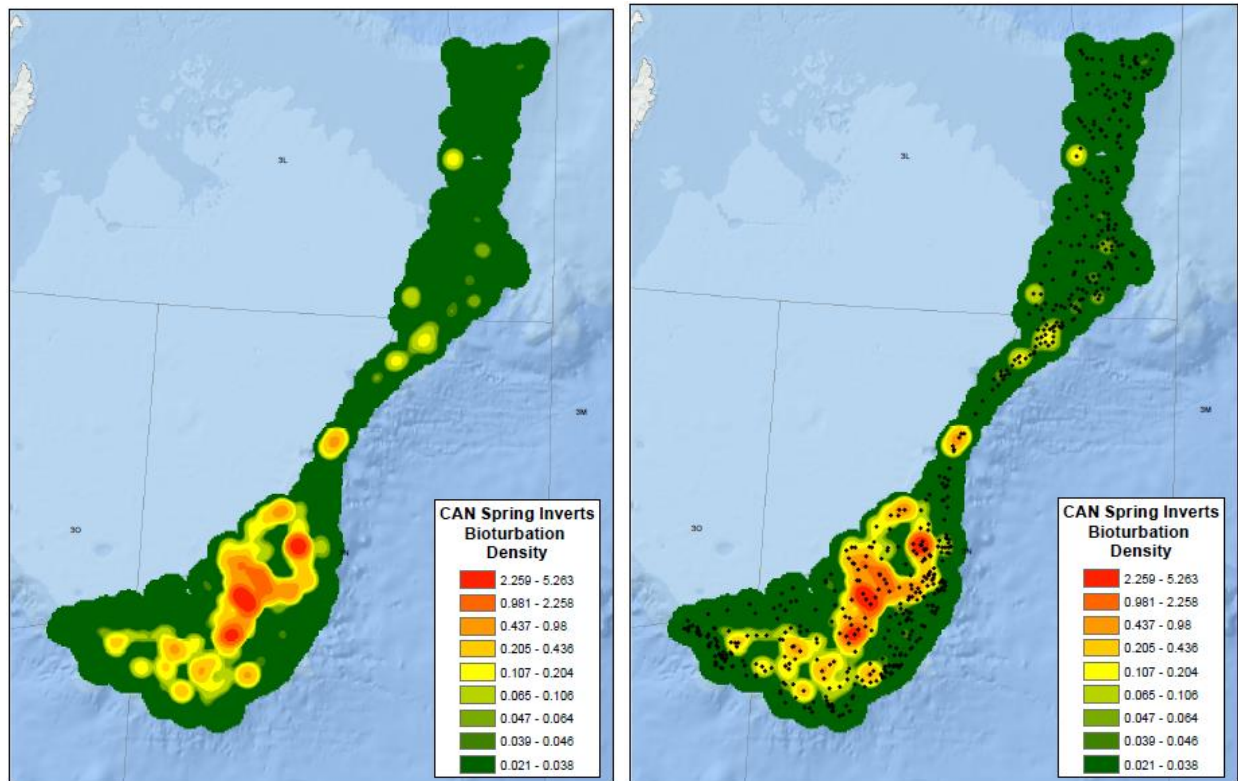 3L
3M
3O
CAN Spring Inverts
Bioturbation
Density
2.259 - 5.263
0.981 - 2.258
0.437 - 0.98
0.205 - 0.436
0.107 - 0.204
0.065 - 0.106
0.047 - 0.064
0.039 - 0.046
0.021 - 0.038
3L
3M
3O
CAN Spring Inverts
Bioturbation
Density
2.259 - 5.263
0.981 - 2.258
0.437 - 0.98
0.205 - 0.436
0.107 - 0.204
0.065 - 0.106
0.047 - 0.064
0.039 - 0.046
0.021 - 0.038